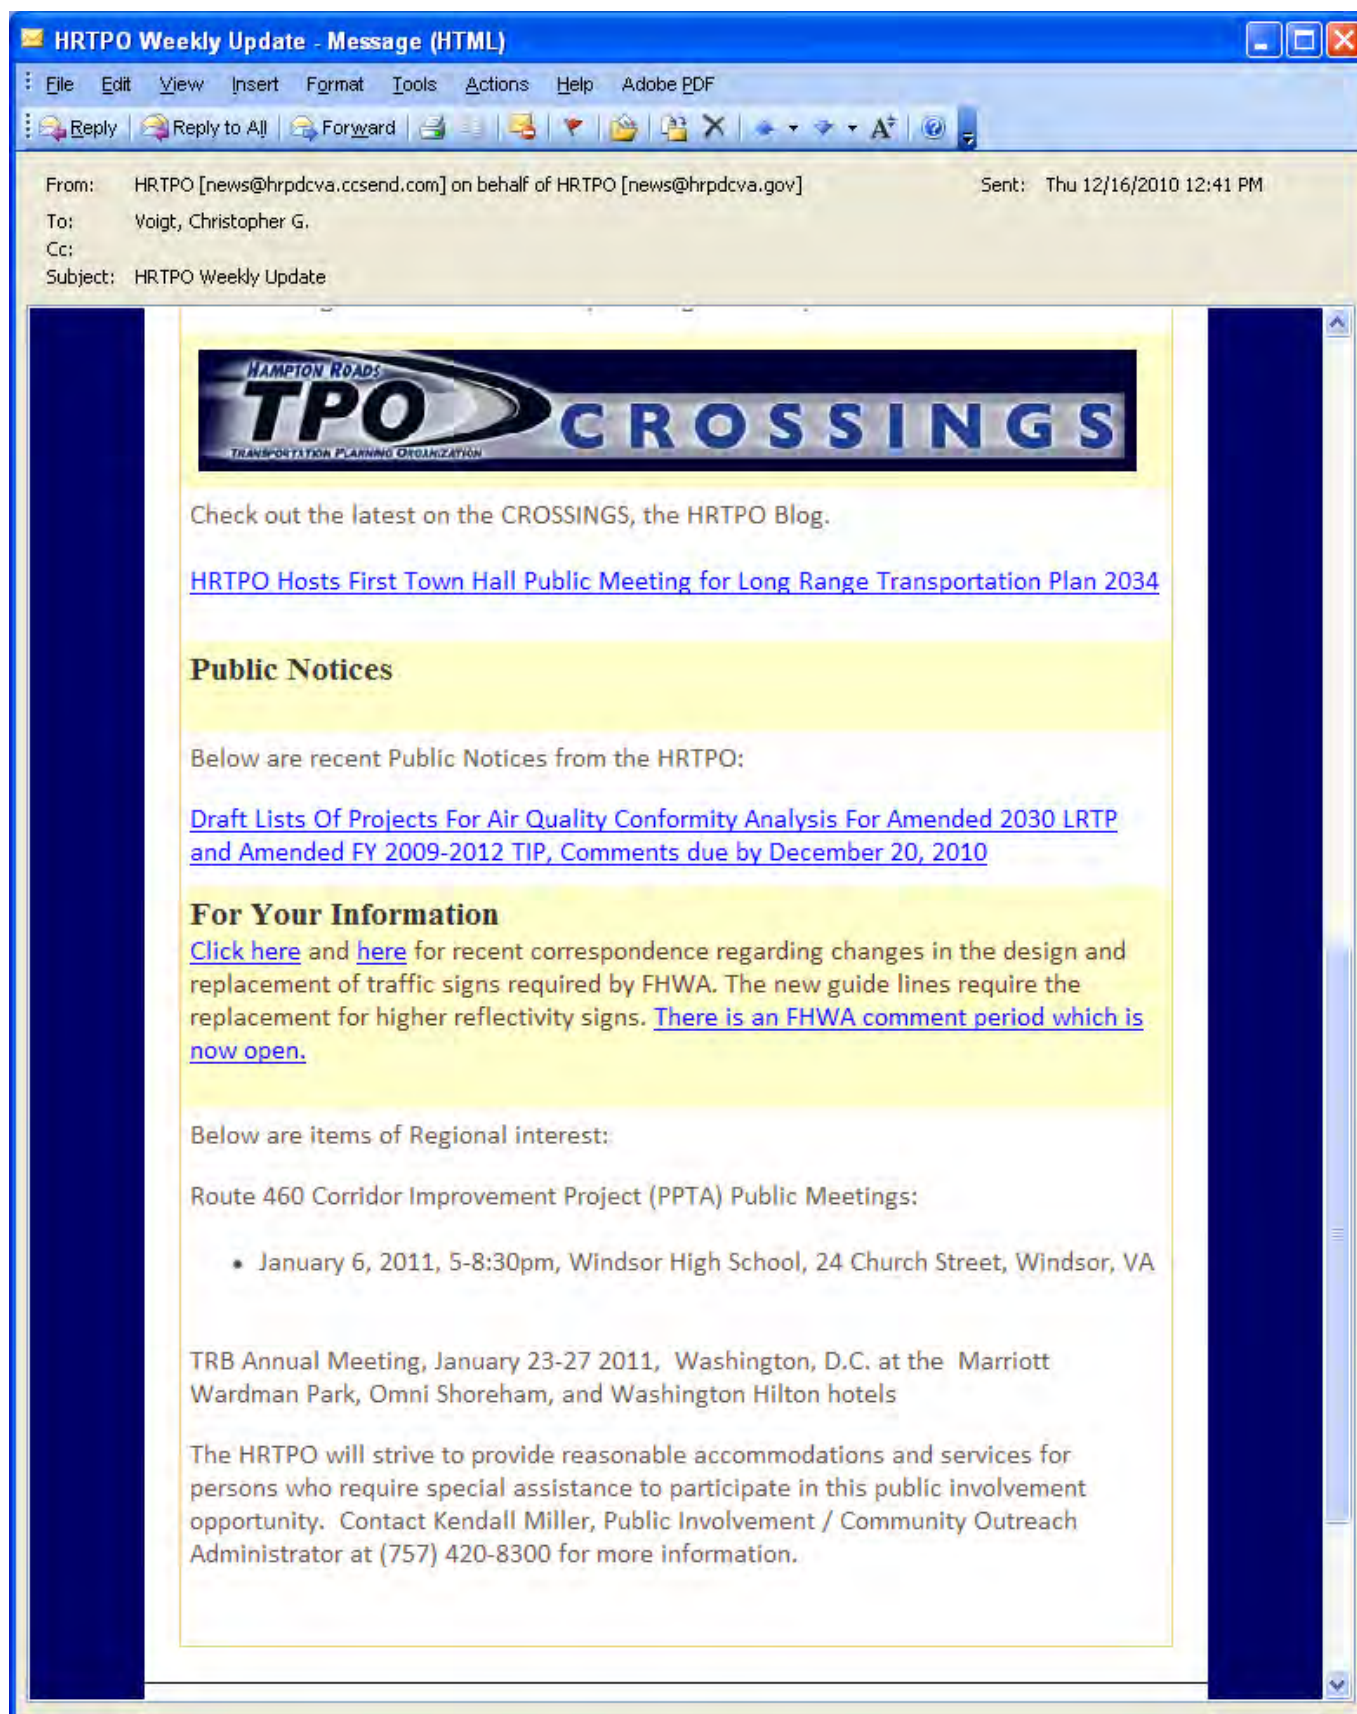 HRTPO Weekly Update - Message (HTML)
File Edit View Insert Format Tools Actions Help Adobe PDF
Reply Reply to All Forward
From: HRTPO [news@hrpdcva.ccsend.com] on behalf of HRTPO [news@hrpdcva.gov] Sent: Thu 12/16/2010 12:41 PM
To: Voigt, Christopher G.
Cc:
Subject: HRTPO Weekly Update
HAMPTON ROADS
TPO CROSSINGS
TRANSPORTATION PLANNING ORGANIZATION
Check out the latest on the CROSSINGS, the HRTPO Blog.
HRTPO Hosts First Town Hall Public Meeting for Long Range Transportation Plan 2034
Public Notices
Below are recent Public Notices from the HRTPO:
Draft Lists Of Projects For Air Quality Conformity Analysis For Amended 2030 LRTP
and Amended FY 2009-2012 TIP, Comments due by December 20, 2010
For Your Information
Click here and here for recent correspondence regarding changes in the design and
replacement of traffic signs required by FHWA. The new guide lines require the
replacement for higher reflectivity signs. There is an FHWA comment period which is
now open.
Below are items of Regional interest:
Route 460 Corridor Improvement Project (PPTA) Public Meetings:
• January 6, 2011, 5-8:30pm, Windsor High School, 24 Church Street, Windsor, VA
TRB Annual Meeting, January 23-27 2011, Washington, D.C. at the Marriott
Wardman Park, Omni Shoreham, and Washington Hilton hotels
The HRTPO will strive to provide reasonable accommodations and services for
persons who require special assistance to participate in this public involvement
opportunity. Contact Kendall Miller, Public Involvement / Community Outreach
Administrator at (757) 420-8300 for more information.